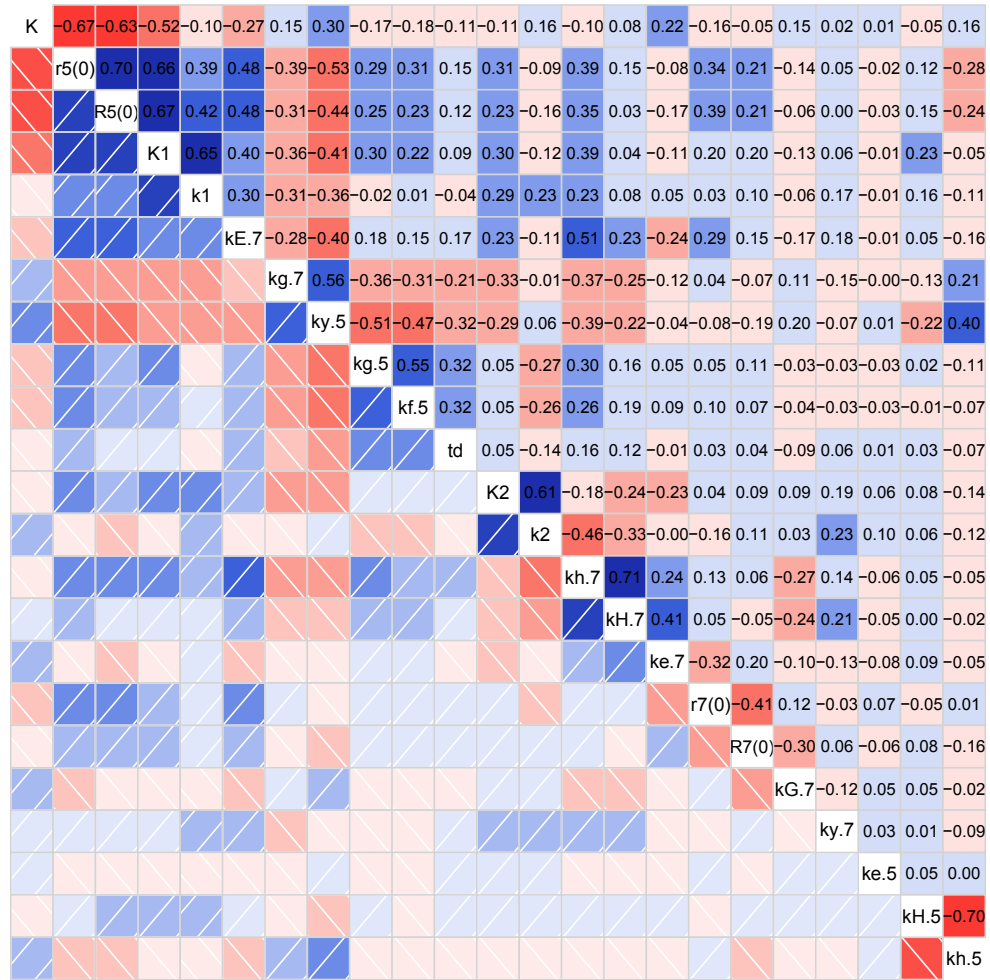 K −0.67 −0.63 −0.52 −0.10 −0.27 0.15 0.30 −0.17 −0.18 −0.11 −0.11 0.16 −0.10 0.08 0.22 −0.16 −0.05 0.15 0.02 0.01 −0.05 0.16
r5(0) 0.70 0.66 0.39 0.48 −0.39 −0.53 0.29 0.31 0.15 0.31 −0.09 0.39 0.15 −0.08 0.34 0.21 −0.14 0.05 −0.02 0.12 −0.28
R5(0) 0.67 0.42 0.48 −0.31 −0.44 0.25 0.23 0.12 0.23 −0.16 0.35 0.03 −0.17 0.39 0.21 −0.06 0.00 −0.03 0.15 −0.24
K1 0.65 0.40 −0.36 −0.41 0.30 0.22 0.09 0.30 −0.12 0.39 0.04 −0.11 0.20 0.20 −0.13 0.06 −0.01 0.23 −0.05
k1 0.30 −0.31 −0.36 −0.02 0.01 −0.04 0.29 0.23 0.23 0.08 0.05 0.03 0.10 −0.06 0.17 −0.01 0.16 −0.11
kE.7 −0.28 −0.40 0.18 0.15 0.17 0.23 −0.11 0.51 0.23 −0.24 0.29 0.15 −0.17 0.18 −0.01 0.05 −0.16
kg.7 0.56 −0.36 −0.31 −0.21 −0.33 −0.01 −0.37 −0.25 −0.12 0.04 −0.07 0.11 −0.15 −0.00 −0.13 0.21
ky.5 −0.51 −0.47 −0.32 −0.29 0.06 −0.39 −0.22 −0.04 −0.08 −0.19 0.20 −0.07 0.01 −0.22 0.40
kg.5 0.55 0.32 0.05 −0.27 0.30 0.16 0.05 0.05 0.11 −0.03 −0.03 −0.03 0.02 −0.11
kf.5 0.32 0.05 −0.26 0.26 0.19 0.09 0.10 0.07 −0.04 −0.03 −0.03 −0.01 −0.07
td 0.05 −0.14 0.16 0.12 −0.01 0.03 0.04 −0.09 0.06 0.01 0.03 −0.07
K2 0.61 −0.18 −0.24 −0.23 0.04 0.09 0.09 0.19 0.06 0.08 −0.14
k2 −0.46 −0.33 −0.00 −0.16 0.11 0.03 0.23 0.10 0.06 −0.12
kh.7 0.71 0.24 0.13 0.06 −0.27 0.14 −0.06 0.05 −0.05
kH.7 0.41 0.05 −0.05 −0.24 0.21 −0.05 0.00 −0.02
ke.7 −0.32 0.20 −0.10 −0.13 −0.08 0.09 −0.05
r7(0) −0.41 0.12 −0.03 0.07 −0.05 0.01
R7(0) −0.30 0.06 −0.06 0.08 −0.16
kG.7 −0.12 0.05 0.05 −0.02
ky.7 0.03 0.01 −0.09
ke.5 0.05 0.00
kH.5 −0.70
kh.5